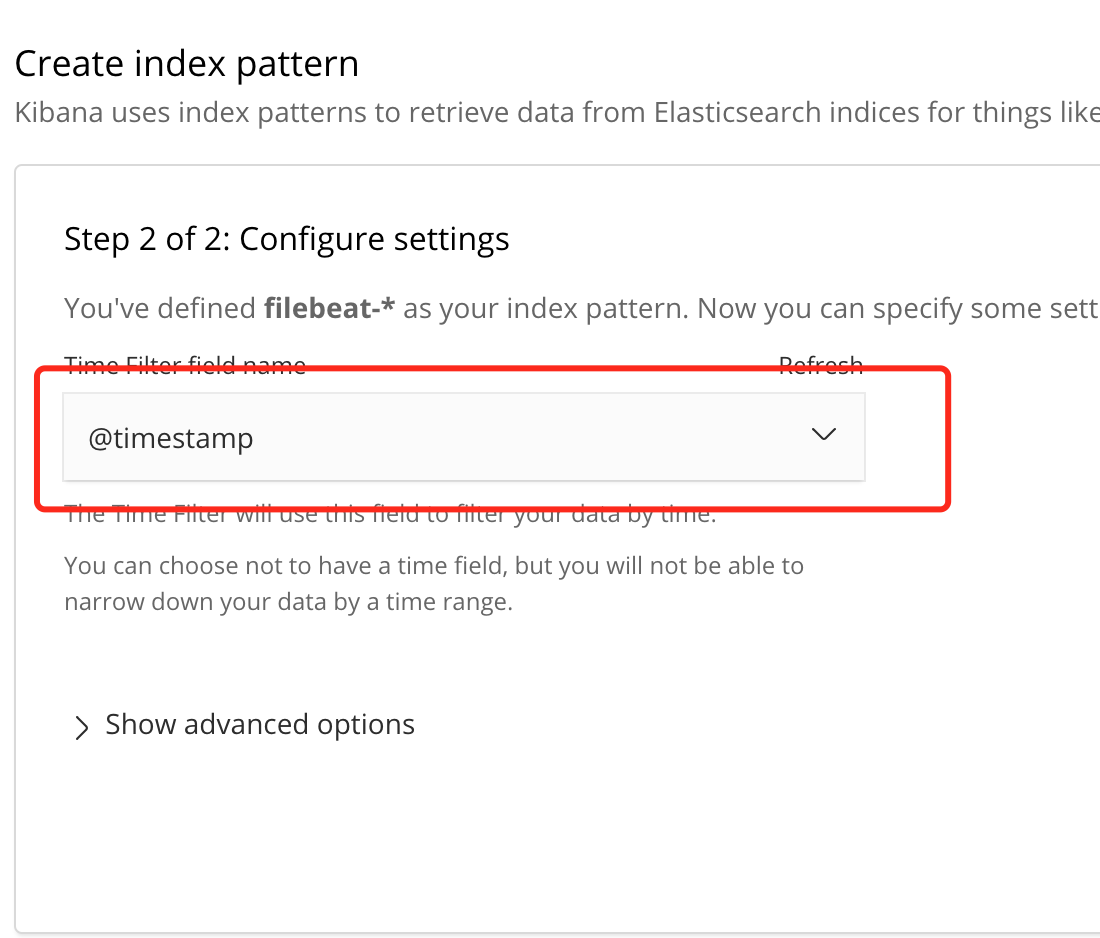 Create index pattern
Kibana uses index patterns to retrieve data from Elasticsearch indices for things like
Step 2 of 2: Configure settings
You've defined filebeat-* as your index pattern. Now you can specify some sett
Time Filter field name Refresh
@timestamp
The Time Filter will use this field to filter your data by time.
You can choose not to have a time field, but you will not be able to
narrow down your data by a time range.
Show advanced options